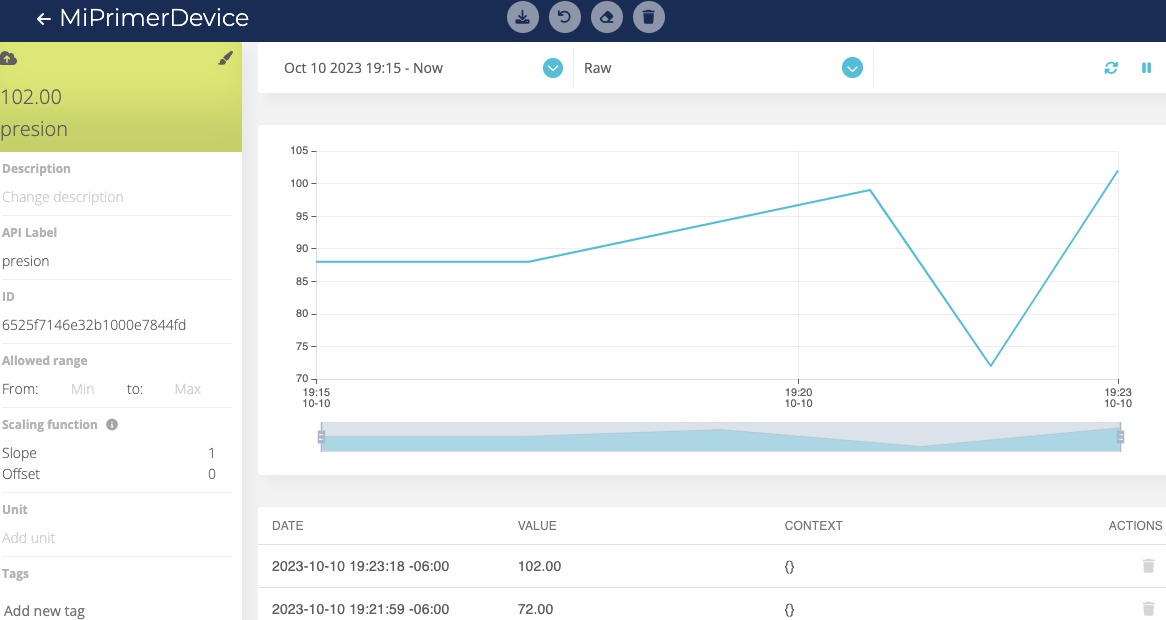 MiPrimerDevice
102.00
presion
Description
Change description
API Label
presion
ID
6525f7146e32b1000e7844fd
Allowed range
From: Min to: Max
Scaling function
Slope 1
Offset 0
Unit
Add unit
Tags
Add new tag
Oct 10 2023 19:15 - Now
Raw
105
100
95
90
85
80
75
70
19:15 19:20 19:23
10-10 10-10 10-10
DATE VALUE CONTEXT ACTIONS
2023-10-10 19:23:18 -06:00 102.00 {}
2023-10-10 19:21:59 -06:00 72.00 {}